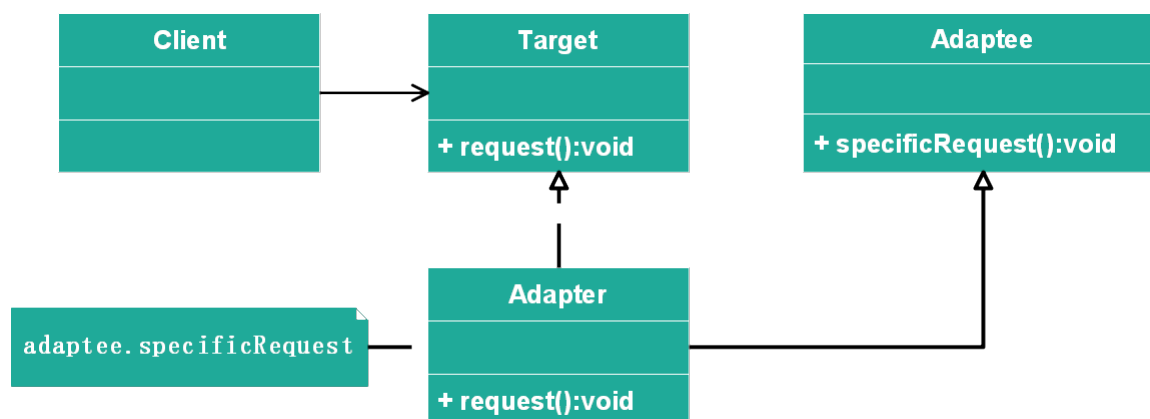 Client
Target
+ request():void
Adaptee
+ specificRequest():void
adaptee.specificRequest
Adapter
+ request():void